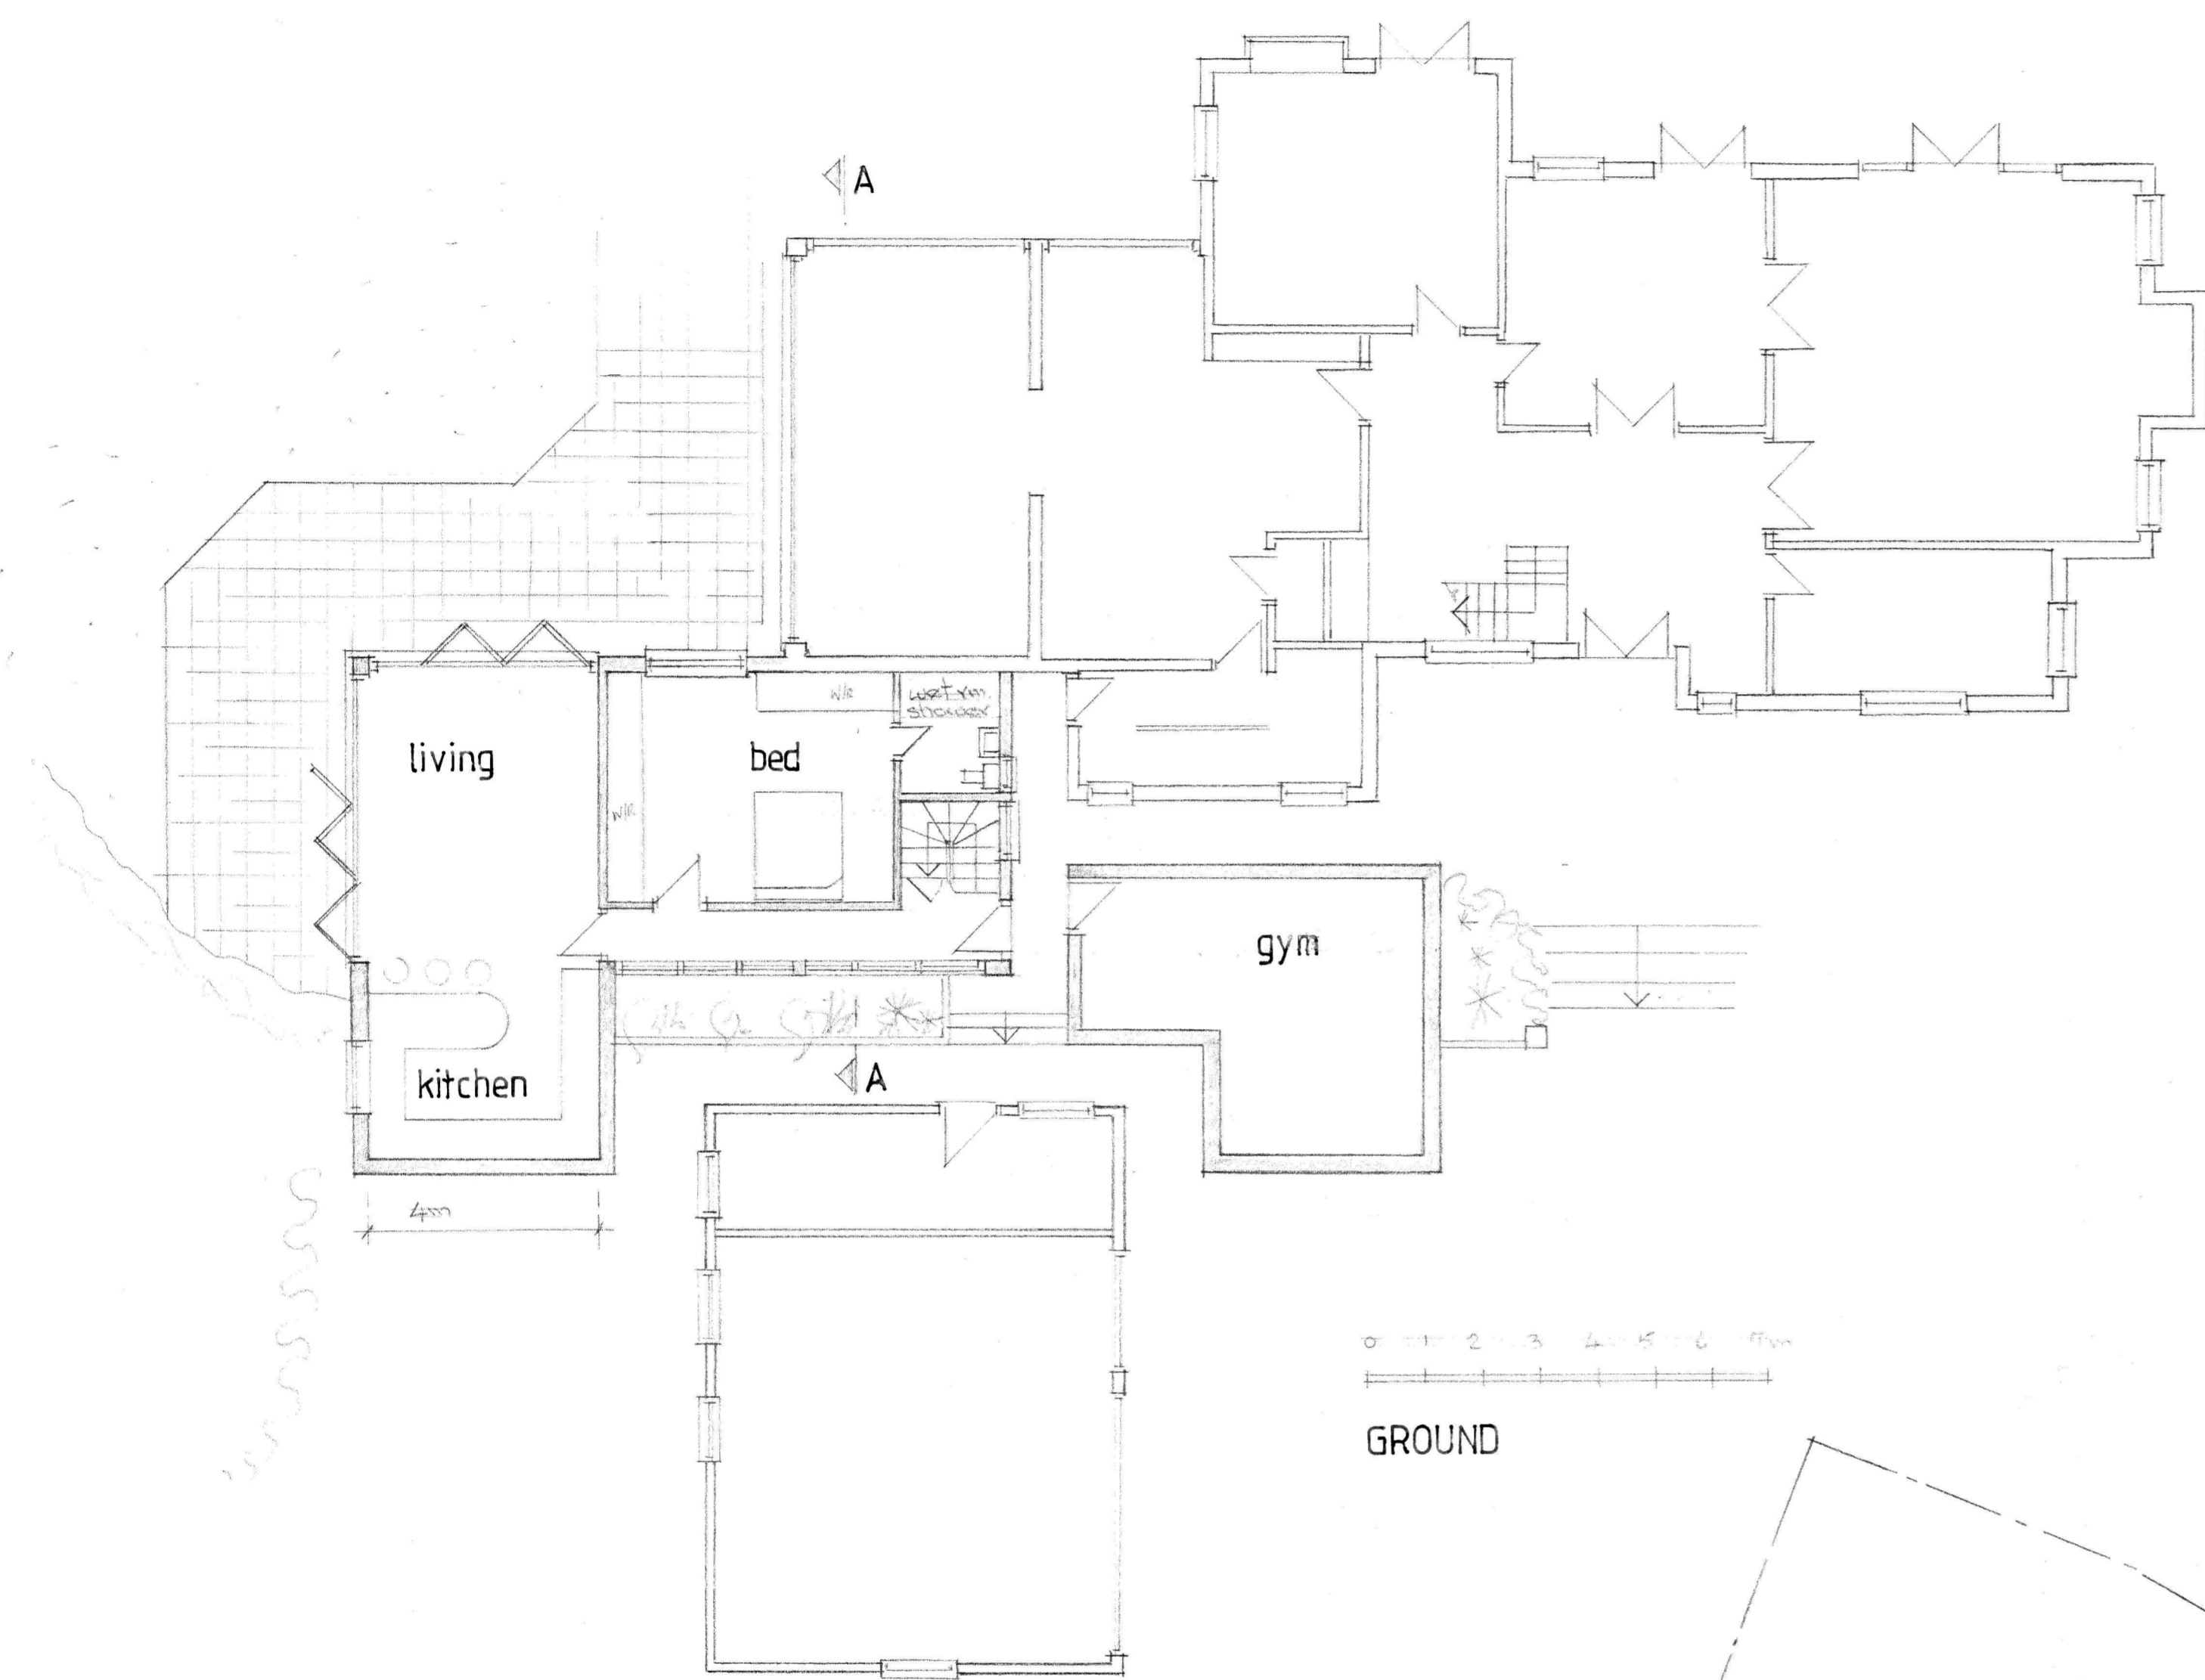 A
W/R
wet rm.
shower
living
bed
W/R
gym
A
kitchen
4m
0 1 2 3 4 5 6 7m
GROUND